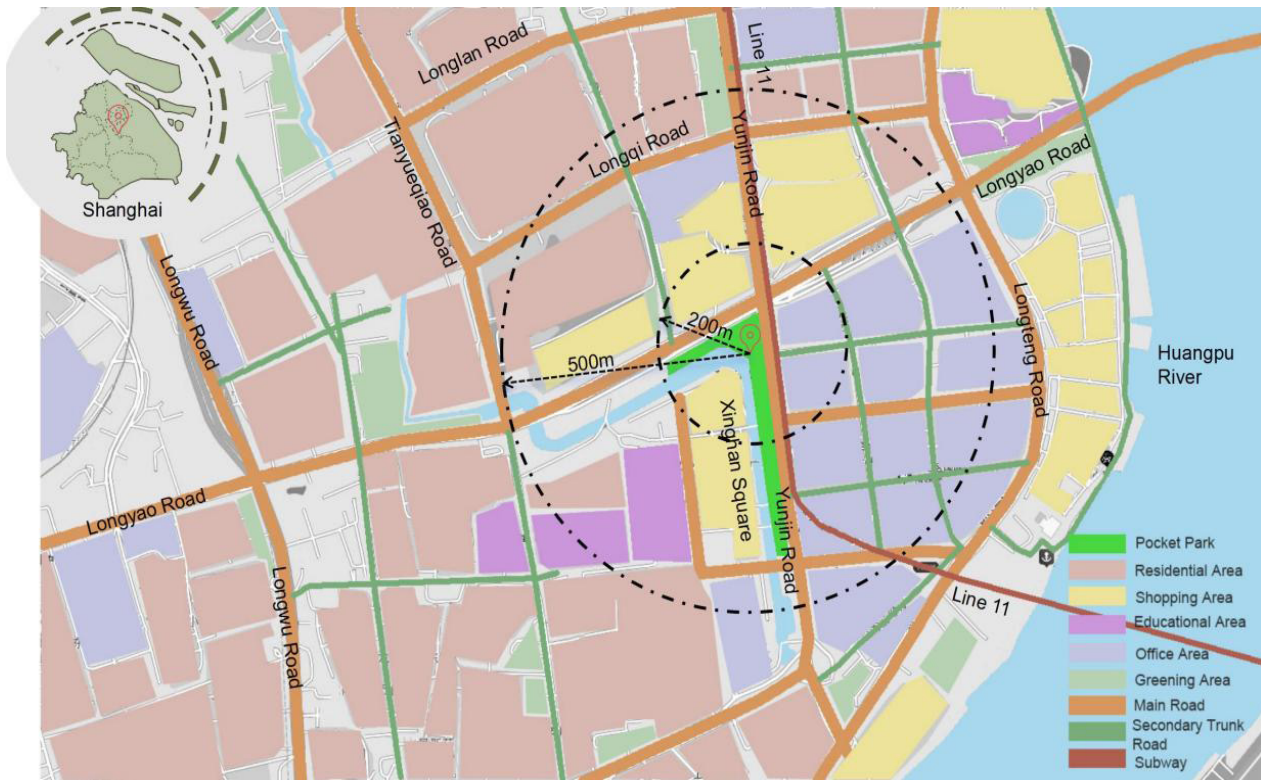 Shanghai
Longlan Road
Line 11
Tianyueqiao Road
Longqi Road
Yunjin Road
Longyao Road
Longwu Road
200m
500m
Longteng Road
Huangpu
River
Xinghan Square
Longyao Road
Yunjin Road
Longwu Road
Line 11
Pocket Park
Residential Area
Shopping Area
Educational Area
Office Area
Greening Area
Main Road
Secondary Trunk
Road
Subway